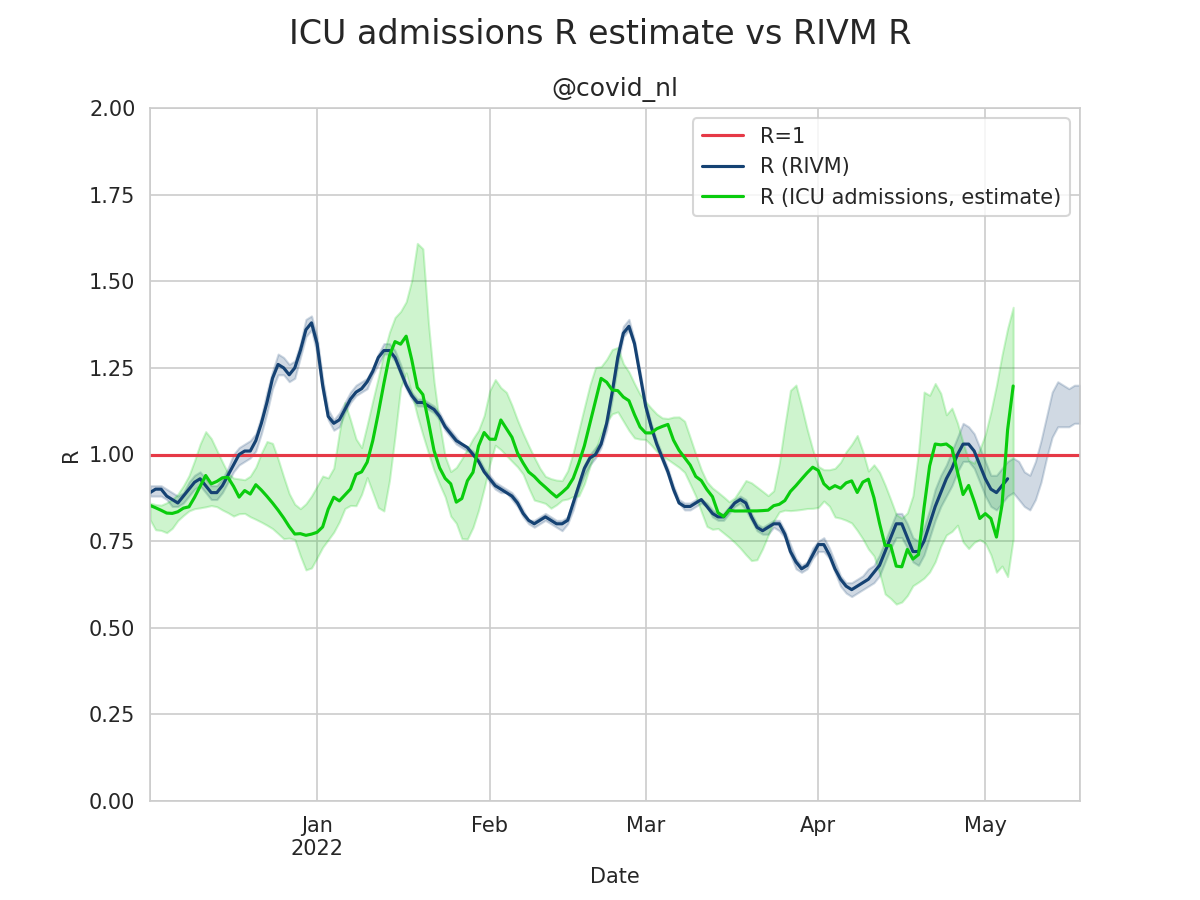 ICU admissions R estimate vs RIVM R
@covid_nl
2.00
1.75
1.50
1.25
1.00
0.75
0.50
0.25
0.00
R
R=1
R (RIVM)
R (ICU admissions, estimate)
Jan
2022
Feb
Mar
Apr
May
Date